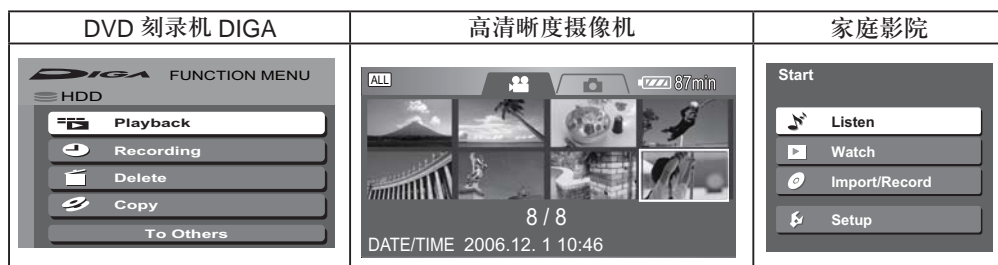 DVD 刻录机 DIGA
高清晰度摄像机
家庭影院
DIGA FUNCTION MENU
HDD
Playback
Recording
Delete
Copy
To Others
ALL
87min
8 / 8
DATE/TIME 2006.12. 1 10:46
Start
Listen
Watch
Import/Record
Setup